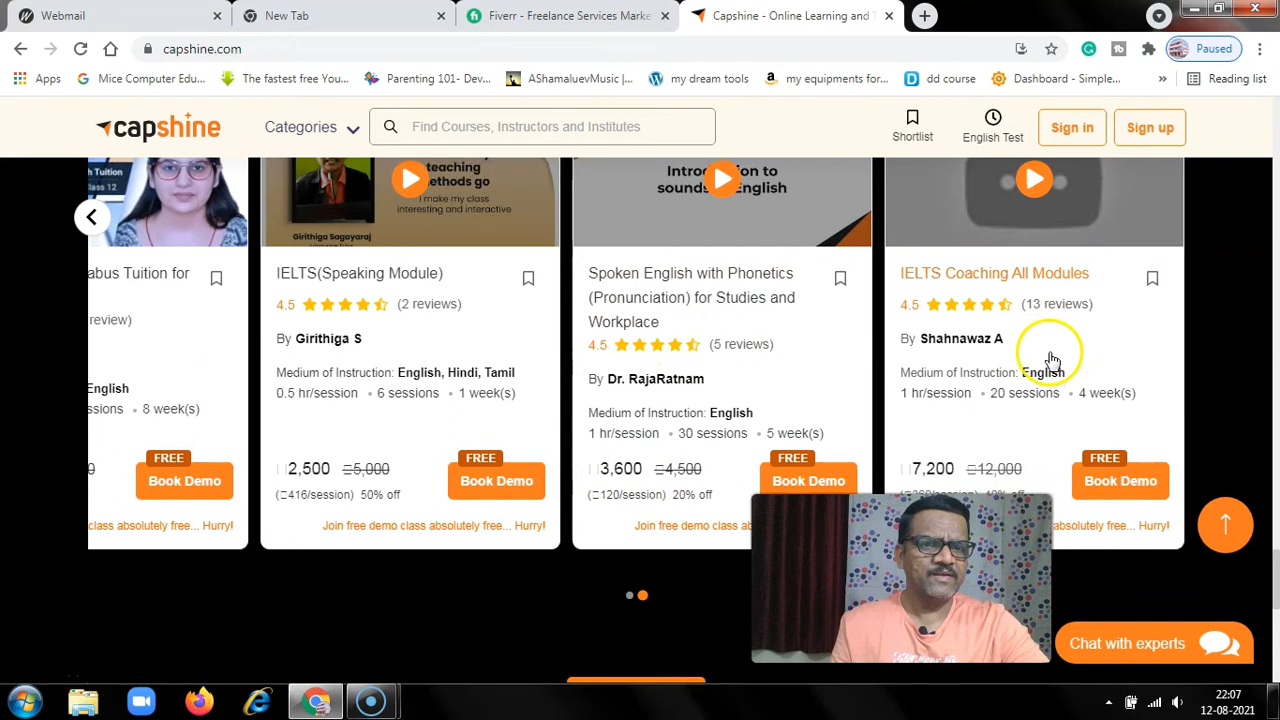 Webmail
New Tab
Fiverr - Freelance Services Marke
Capshine - Online Learning and T
capshine.com
Paused
Apps
Mice Computer Edu...
The fastest free You...
Parenting 101- Dev...
AShamaluevMusic |...
my dream tools
my equipments for...
dd course
Dashboard - Simple...
Reading list
capshine
Categories
Find Courses, Instructors and Institutes
Shortlist
English Test
Sign in
Sign up
h Tuition
Class 12
teaching
methods go
I make my class
interesting and interactive
Girithiga Sagayaraj
Introduction to
sounds English
abus Tuition for
review)
English
sessions • 8 week(s)
FREE
Book Demo
class absolutely free... Hurry!
IELTS(Speaking Module)
4.5 (2 reviews)
By Girithiga S
Medium of Instruction: English, Hindi, Tamil
0.5 hr/session • 6 sessions • 1 week(s)
2,500 5,000
FREE
Book Demo
(416/session) 50% off
Join free demo class absolutely free... Hurry!
Spoken English with Phonetics
(Pronunciation) for Studies and
Workplace
4.5 (5 reviews)
By Dr. RajaRatnam
Medium of Instruction: English
1 hr/session • 30 sessions • 5 week(s)
3,600 4,500
FREE
Book Demo
(120/session) 20% off
Join free demo
IELTS Coaching All Modules
4.5 (13 reviews)
By Shahnawaz A
Medium of Instruction: English
1 hr/session • 20 sessions • 4 week(s)
7,200 12,000
FREE
Book Demo
absolutely free... Hurry!
Chat with experts
22:07
12-08-2021